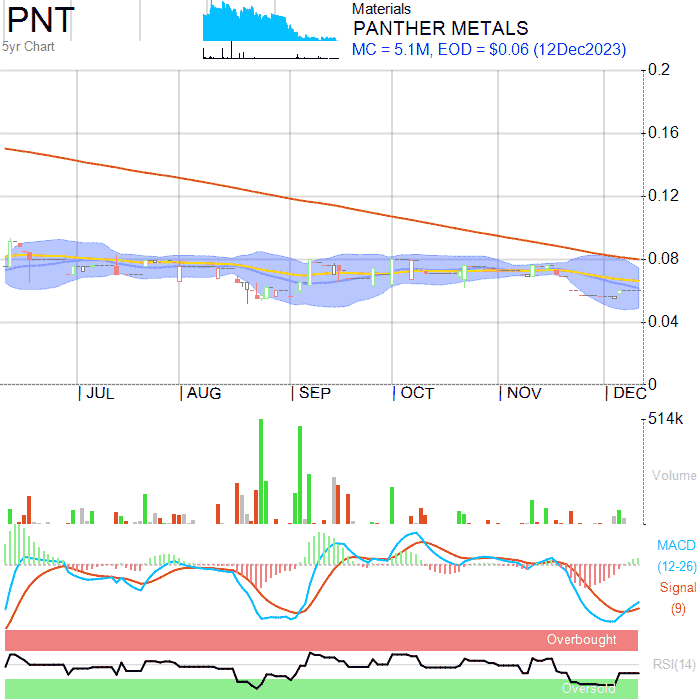 PNT
5yr Chart
Materials
PANTHER METALS
MC = 5.1M, EOD = $0.06 (12Dec2023)
0.2
0.16
0.12
0.08
0.04
0
JUL AUG SEP OCT NOV DEC
514k
Volume
MACD
(12-26)
Signal
(9)
Overbought
RSI(14)
Oversold